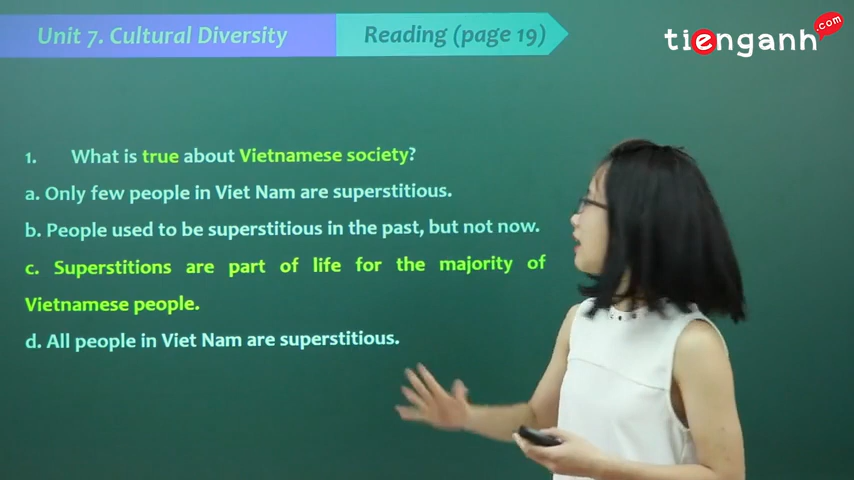 Unit 7. Cultural Diversity
Reading (page 19)
tienganh
.com
1. What is true about Vietnamese society?
a. Only few people in Viet Nam are superstitious.
b. People used to be superstitious in the past, but not now.
c. Superstitions are part of life for the majority of
Vietnamese people.
d. All people in Viet Nam are superstitious.